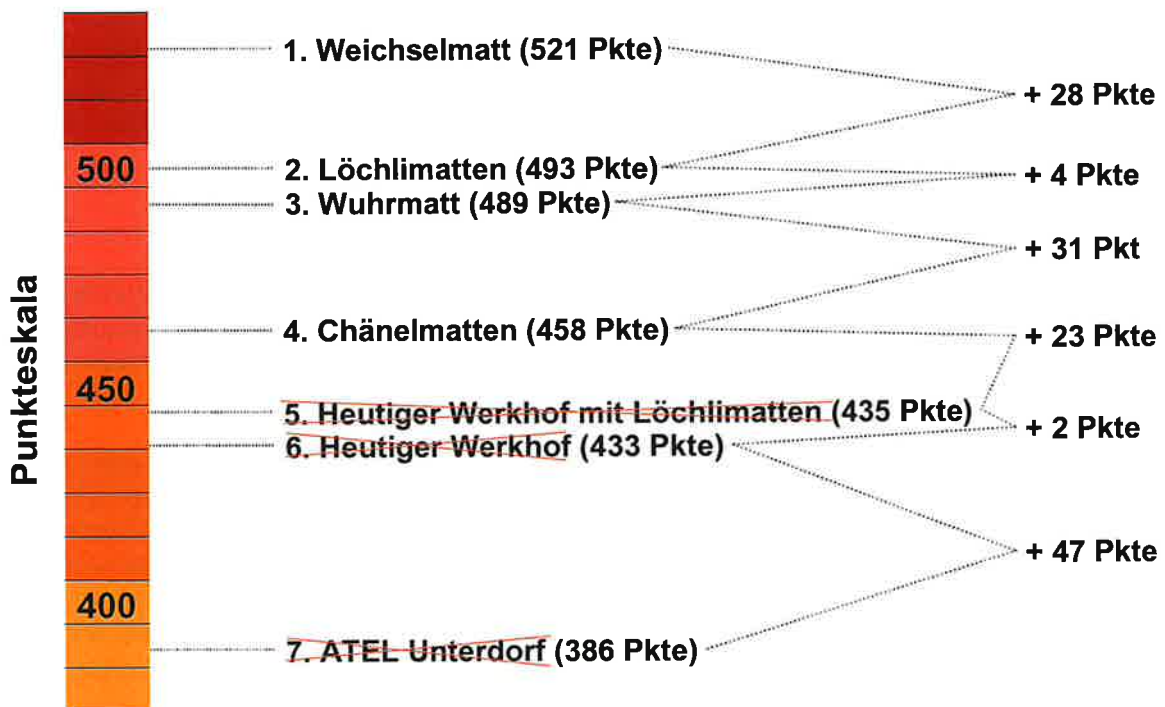 1. Weichselmatt (521 Pkte)
+ 28 Pkte
500
2. Löchlimatten (493 Pkte)
+ 4 Pkte
3. Wuhrmatt (489 Pkte)
+ 31 Pkt
Punkteskala
4. Chänelmatten (458 Pkte)
+ 23 Pkte
450
5. Heutiger Werkhof mit Löchlimatten (435 Pkte)
+ 2 Pkte
6. Heutiger Werkhof (433 Pkte)
+ 47 Pkte
400
7. ATEL Unterdorf (386 Pkte)